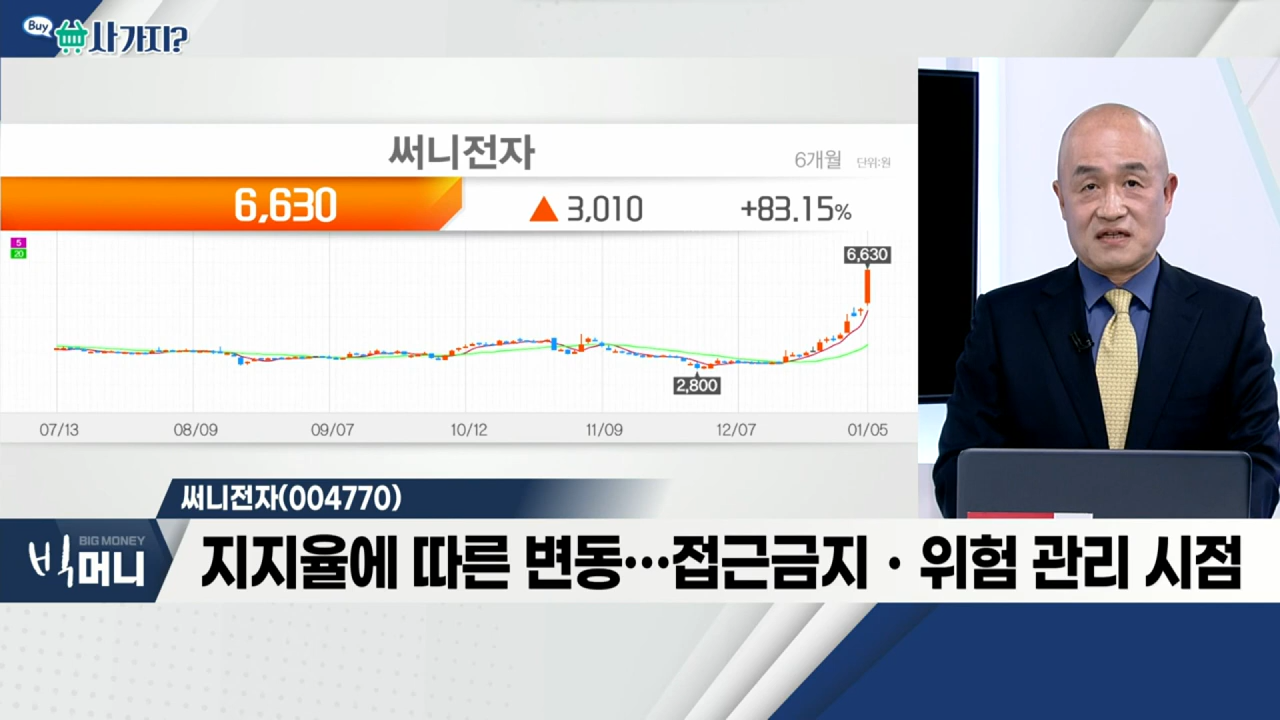 Buy
사가지?
써니전자
6개월 단위:원
6,630 ▲ 3,010 +83.15%
5
20
6,630
2,800
07/13 08/09 09/07 10/12 11/09 12/07 01/05
써니전자(004770)
BIG MONEY
빅머니
지지율에 따른 변동…접근금지·위험 관리 시점